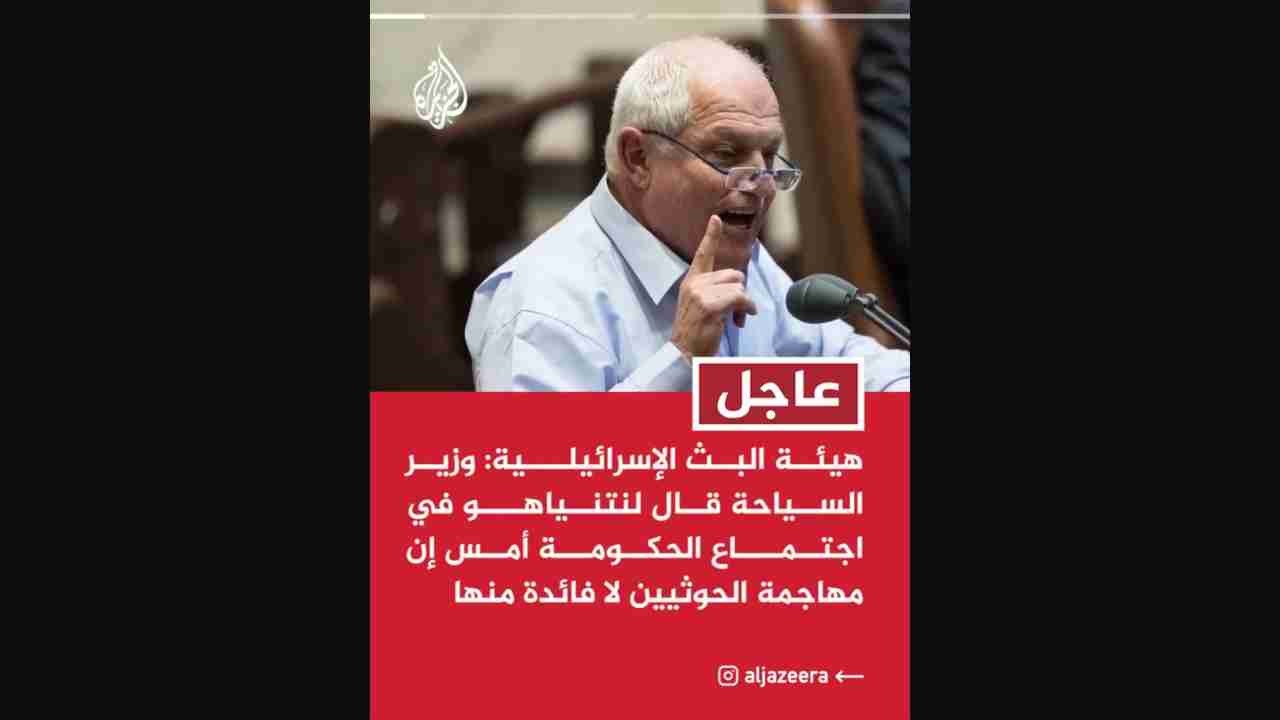 الجزيرة
عاجل
هيئة البث الإسرائيلية: وزير
السياحة قال لنتنياهو في
اجتماع الحكومة أمس إن
مهاجمة الحوثيين لا فائدة منها
aljazeera